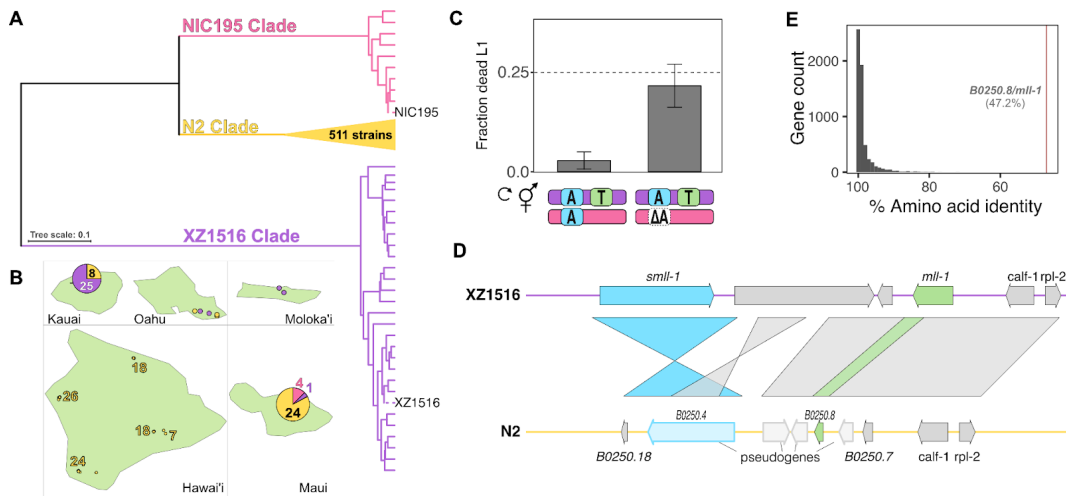 A
NIC195 Clade
NIC195
N2 Clade
511 strains
XZ1516 Clade
Tree scale: 0.1
XZ1516
B
8
25
Kauai
Oahu
Moloka'i
18
26
18
7
24
Hawai'i
4
1
24
Maui
C
Fraction dead L1
0.25
0.0
A T
A
A T
ΔA
E
Gene count
2000
1000
0
B0250.8/mll-1
(47.2%)
100 80 60
% Amino acid identity
D
smll-1
mll-1
calf-1 rpl-2
XZ1516
B0250.4
B0250.8
N2
B0250.18
pseudogenes
B0250.7
calf-1 rpl-2